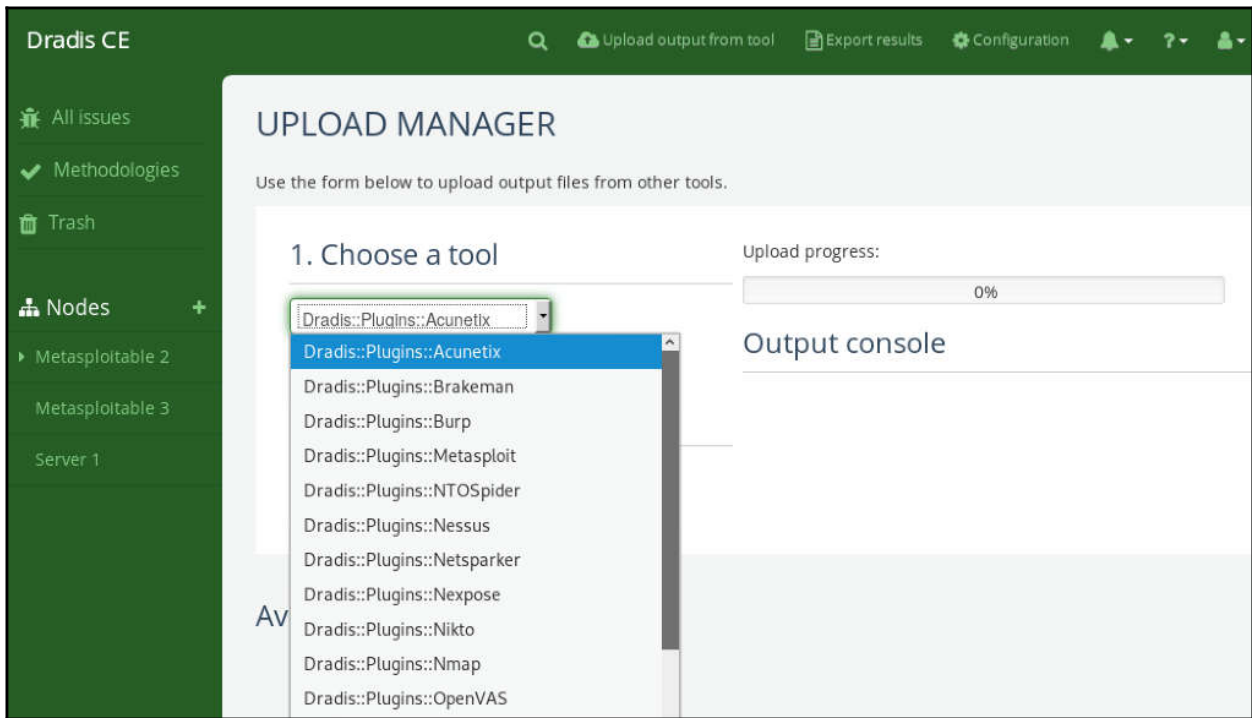 Dradis CE
Upload output from tool
Export results
Configuration
?
All issues
Methodologies
Trash
Nodes
+
Metasploitable 2
Metasploitable 3
Server 1
UPLOAD MANAGER
Use the form below to upload output files from other tools.
1. Choose a tool
Dradis::Plugins::Acunetix
Dradis::Plugins::Acunetix
Dradis::Plugins::Brakeman
Dradis::Plugins::Burp
Dradis::Plugins::Metasploit
Dradis::Plugins::NTOSpider
Dradis::Plugins::Nessus
Dradis::Plugins::Netsparker
Dradis::Plugins::Nexpose
Dradis::Plugins::Nikto
Dradis::Plugins::Nmap
Dradis::Plugins::OpenVAS
Upload progress:
0%
Output console
Av